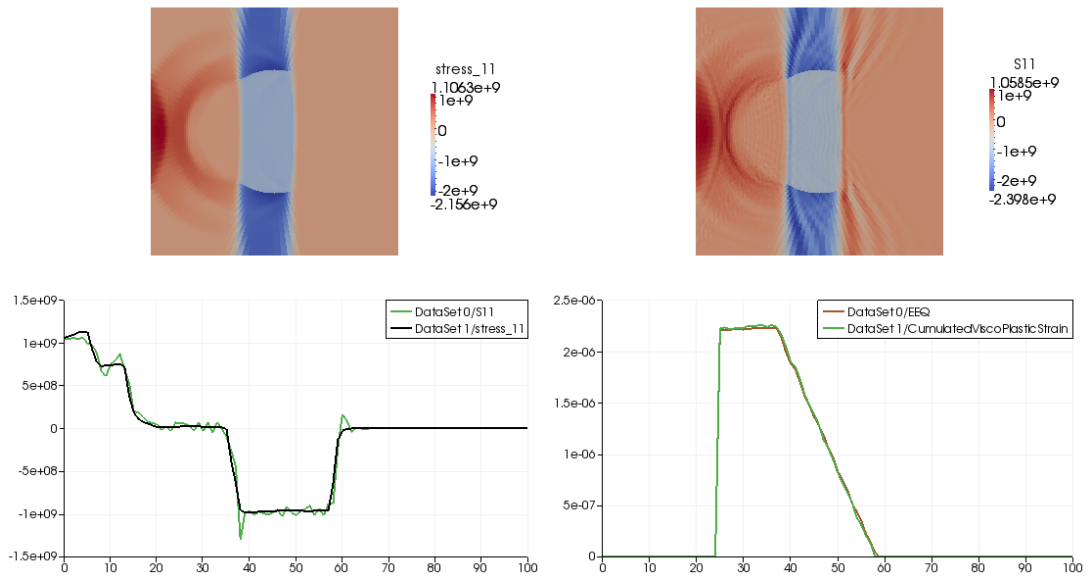 stress_11
1.1063e+9
1e+9
0
-1e+9
-2e+9
-2.156e+9
S11
1.0585e+9
1e+9
0
-1e+9
-2e+9
-2.398e+9
1.5e+09
1e+09
5e+08
0
-5e+08
-1e+09
-1.5e+09
0 10 20 30 40 50 60 70 80 90 100
DataSet 0/S11
DataSet 1/stress_11
2.5e-06
2e-06
1.5e-06
1e-06
5e-07
0
0 10 20 30 40 50 60 70 80 90 100
DataSet 0/EEQ
DataSet 1/CumulatedViscoPlasticStrain